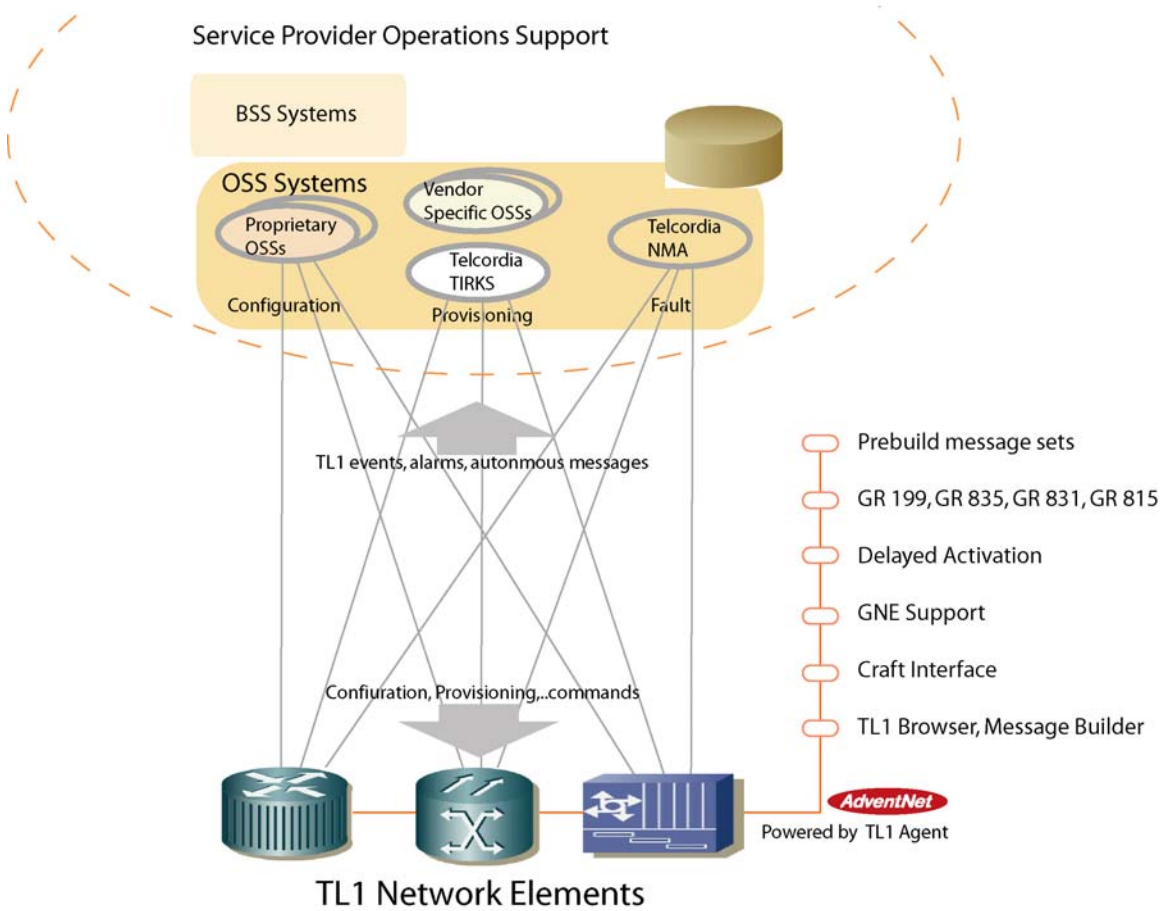 Service Provider Operations Support
BSS Systems
OSS Systems
Proprietary
OSSs
Vendor
Specific OSSs
Telcordia
TIRKS
Telcordia
NMA
Configuration
Provisioning
Fault
TL1 events, alarms, autonmous messages
Confiuration, Provisioning,..commands
Prebuild message sets
GR 199, GR 835, GR 831, GR 815
Delayed Activation
GNE Support
Craft Interface
TL1 Browser, Message Builder
AdventNet
Powered by TL1 Agent
TL1 Network Elements